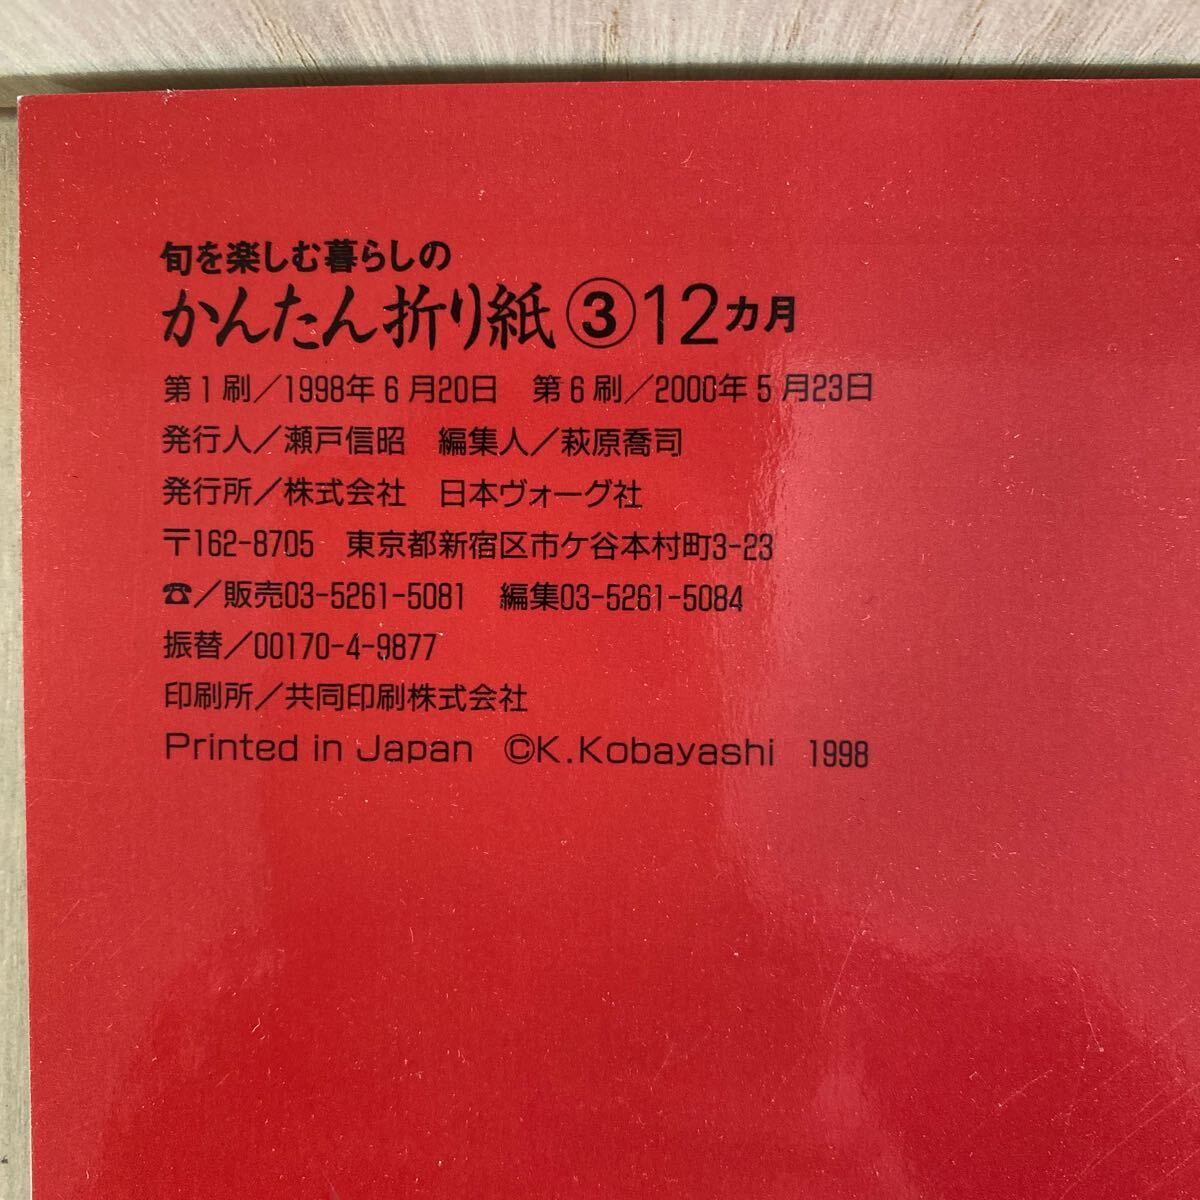 旬を楽しむ暮らしの
かんたん折り紙③12カ月
第1刷／1998年6月20日　第6刷／2000年5月23日
発行人／瀬戸信昭　編集人／萩原喬司
発行所／株式会社　日本ヴォーグ社
〒162-8705　東京都新宿区市ケ谷本村町3-23
☎／販売03-5261-5081　編集03-5261-5084
振替／00170-4-9877
印刷所／共同印刷株式会社
Printed in Japan　©K.Kobayashi　1998